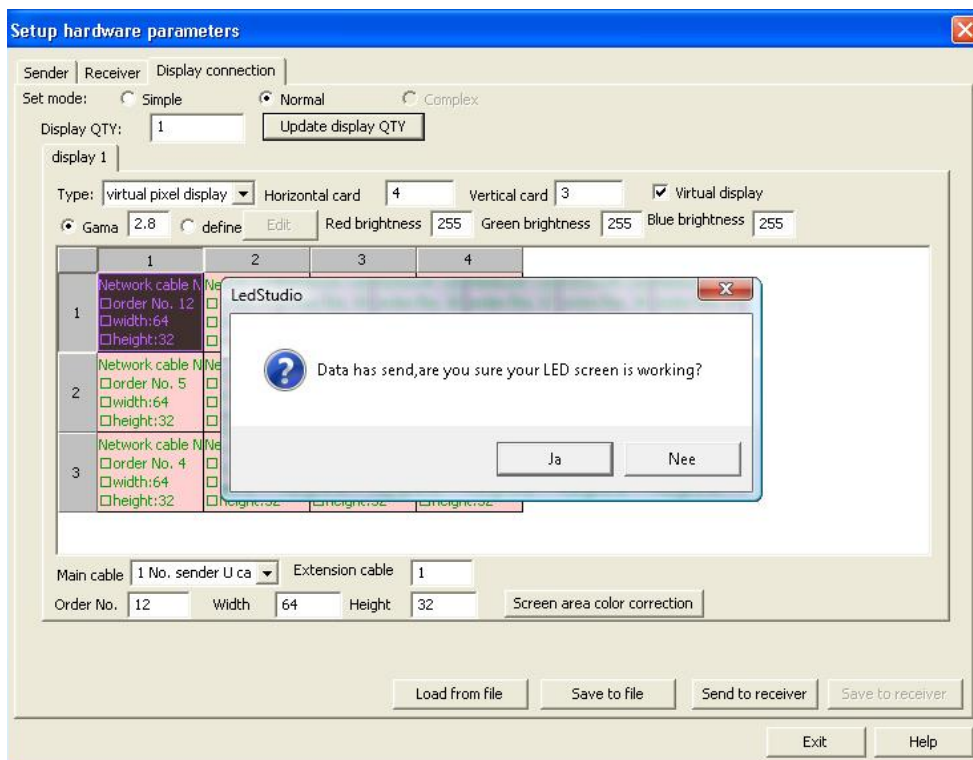 Setup hardware parameters
Sender Receiver Display connection
Set mode: Simple Normal Complex
Display QTY: 1 Update display QTY
display 1
Type: virtual pixel display Horizontal card 4 Vertical card 3 Virtual display
Gama 2.8 define Edit Red brightness 255 Green brightness 255 Blue brightness 255
1 2 3 4
1
Network cable N
order No. 12
width:64
height:32
2
Network cable N
order No. 5
width:64
height:32
3
Network cable N
order No. 4
width:64
height:32
LedStudio
Data has send,are you sure your LED screen is working?
Ja Nee
Main cable 1 No. sender U ca Extension cable 1
Order No. 12 Width 64 Height 32 Screen area color correction
Load from file Save to file Send to receiver Save to receiver
Exit Help